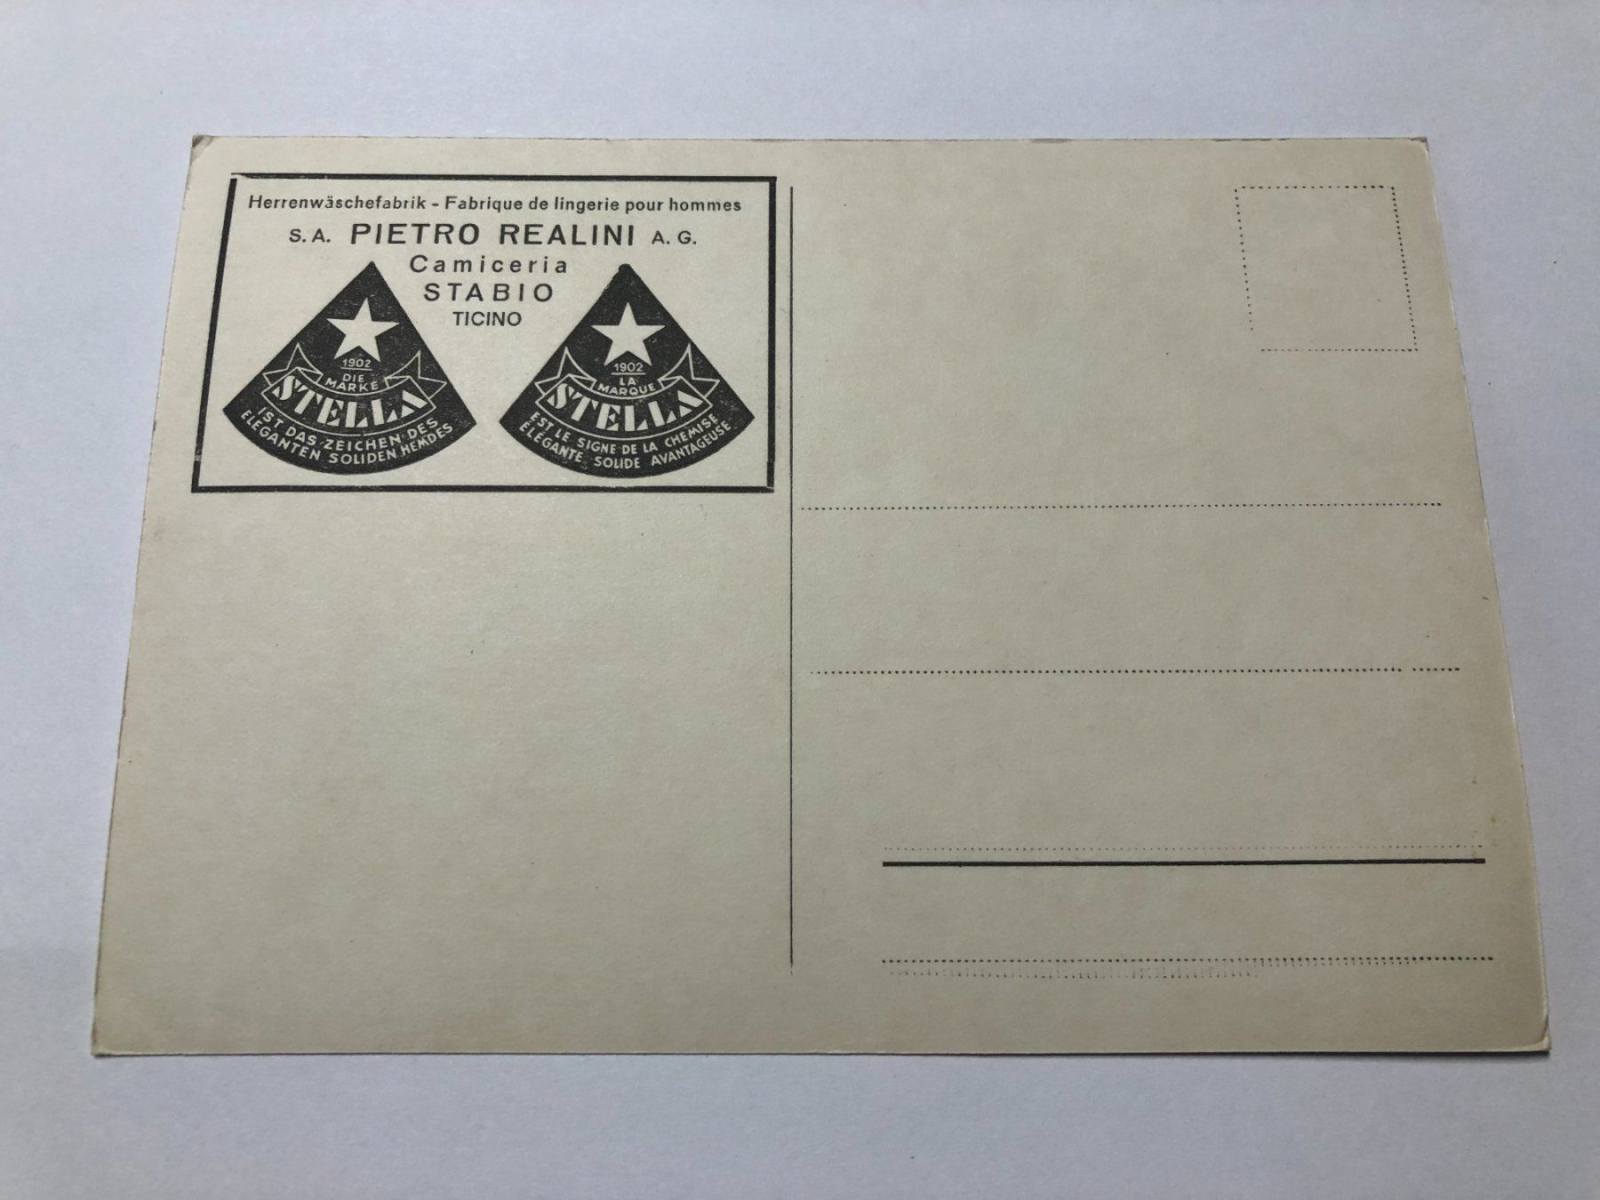 Herrenwäschefabrik - Fabrique de lingerie pour hommes
S. A. PIETRO REALINI A. G.
Camiceria
STABIO
TICINO
1902
DIE
MARKE
STELLA
IST DAS ZEICHEN DES
ELEGANTEN SOLIDEN HEMDES
1902
LA
MARQUE
STELLA
EST LE SIGNE DE LA CHEMISE
ÉLÉGANTE SOLIDE AVANTAGEUSE